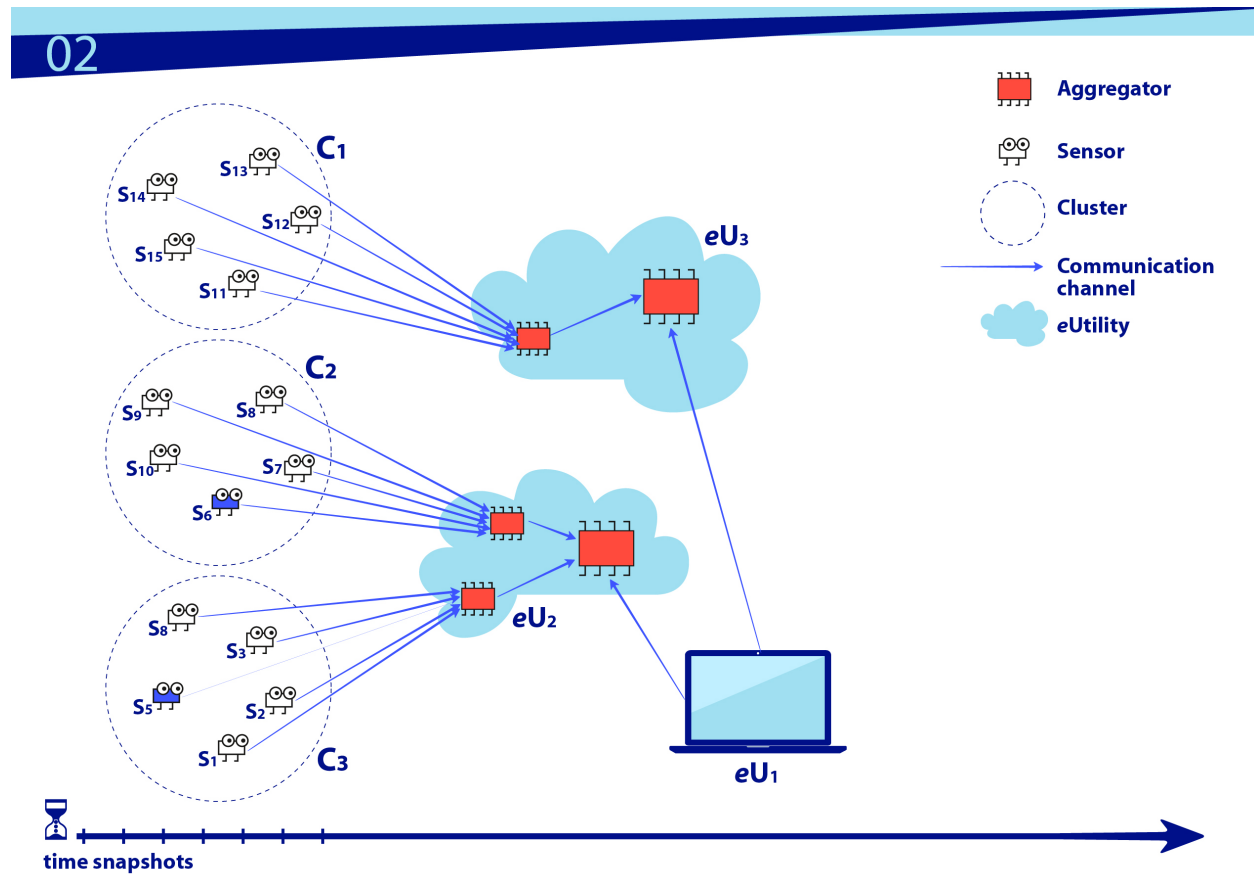 02
C1
S13
S14
S12
S15
S11
eU3
C2
S9
S8
S10
S7
S6
S8
S3
eU2
S5
S2
S1
C3
eU1
Aggregator
Sensor
Cluster
Communication
channel
eUtility
time snapshots